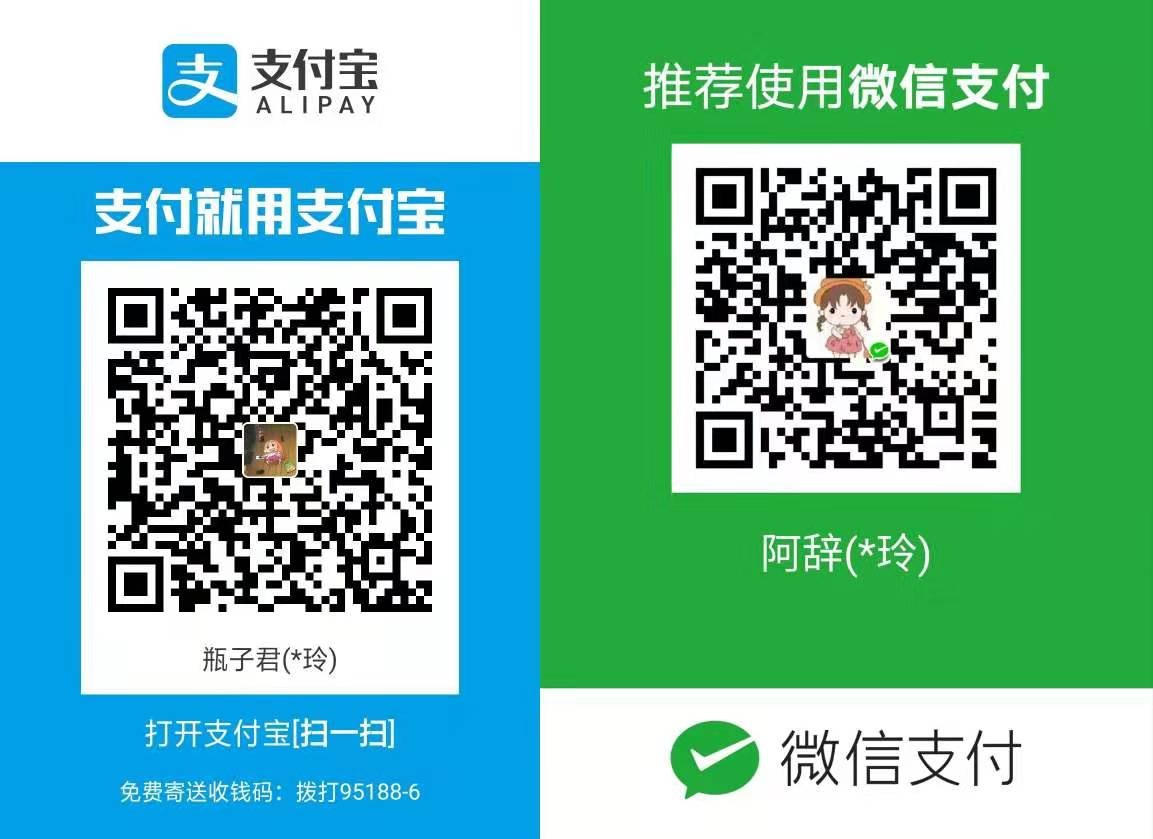 支付宝
ALIPAY
支付就用支付宝
瓶子君(*玲)
打开支付宝[扫一扫]
免费寄送收钱码：拨打95188-6
推荐使用微信支付
阿辞(*玲)
微信支付